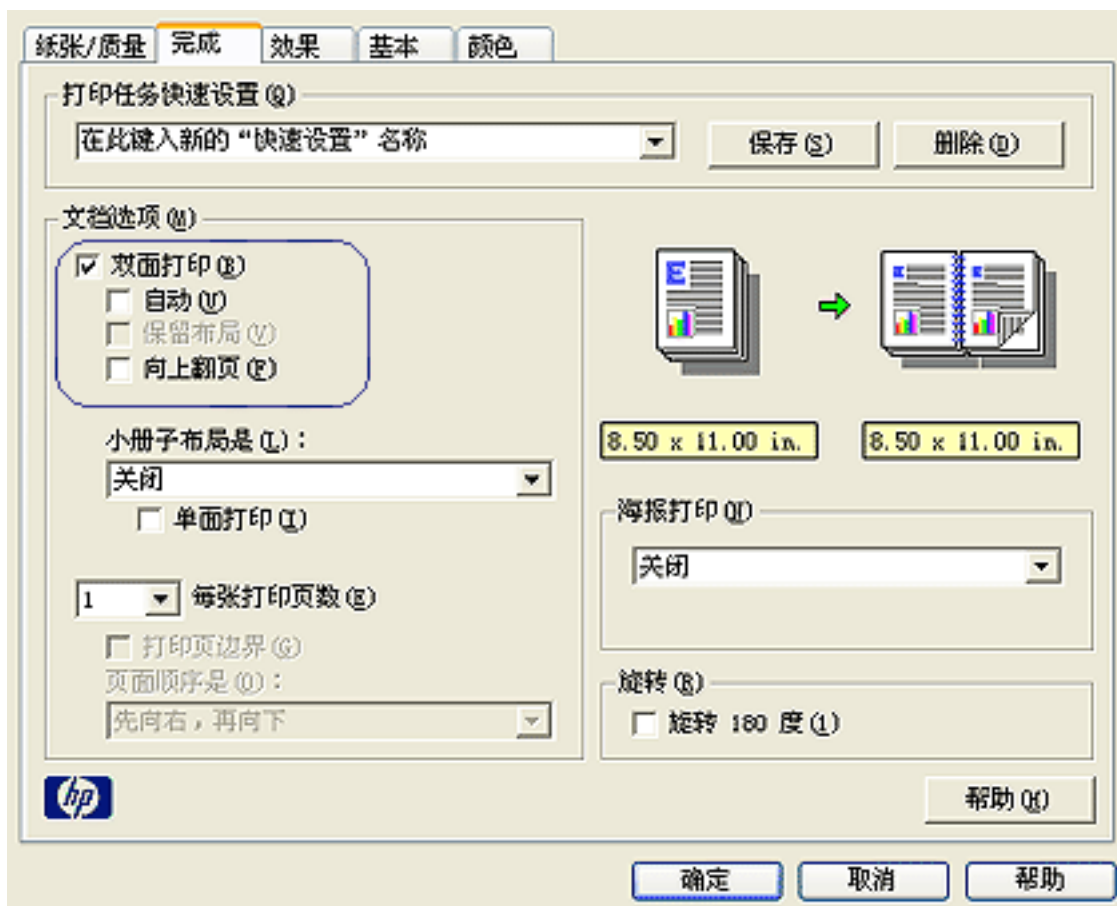 纸张/质量 完成 效果 基本 颜色
打印任务快速设置(Q)
在此键入新的“快速设置”名称
保存(S) 删除(D)
文档选项(M)
双面打印(B)
自动(U)
保留布局(V)
向上翻页(F)
小册子布局是(L)：
关闭
单面打印(I)
1 每张打印页数(E)
打印页边界(G)
页面顺序是(O)：
先向右，再向下
E
8.50 x 11.00 in. 8.50 x 11.00 in.
海报打印
关闭
旋转(R)
旋转 180 度(1)
hp
帮助(H)
确定 取消 帮助